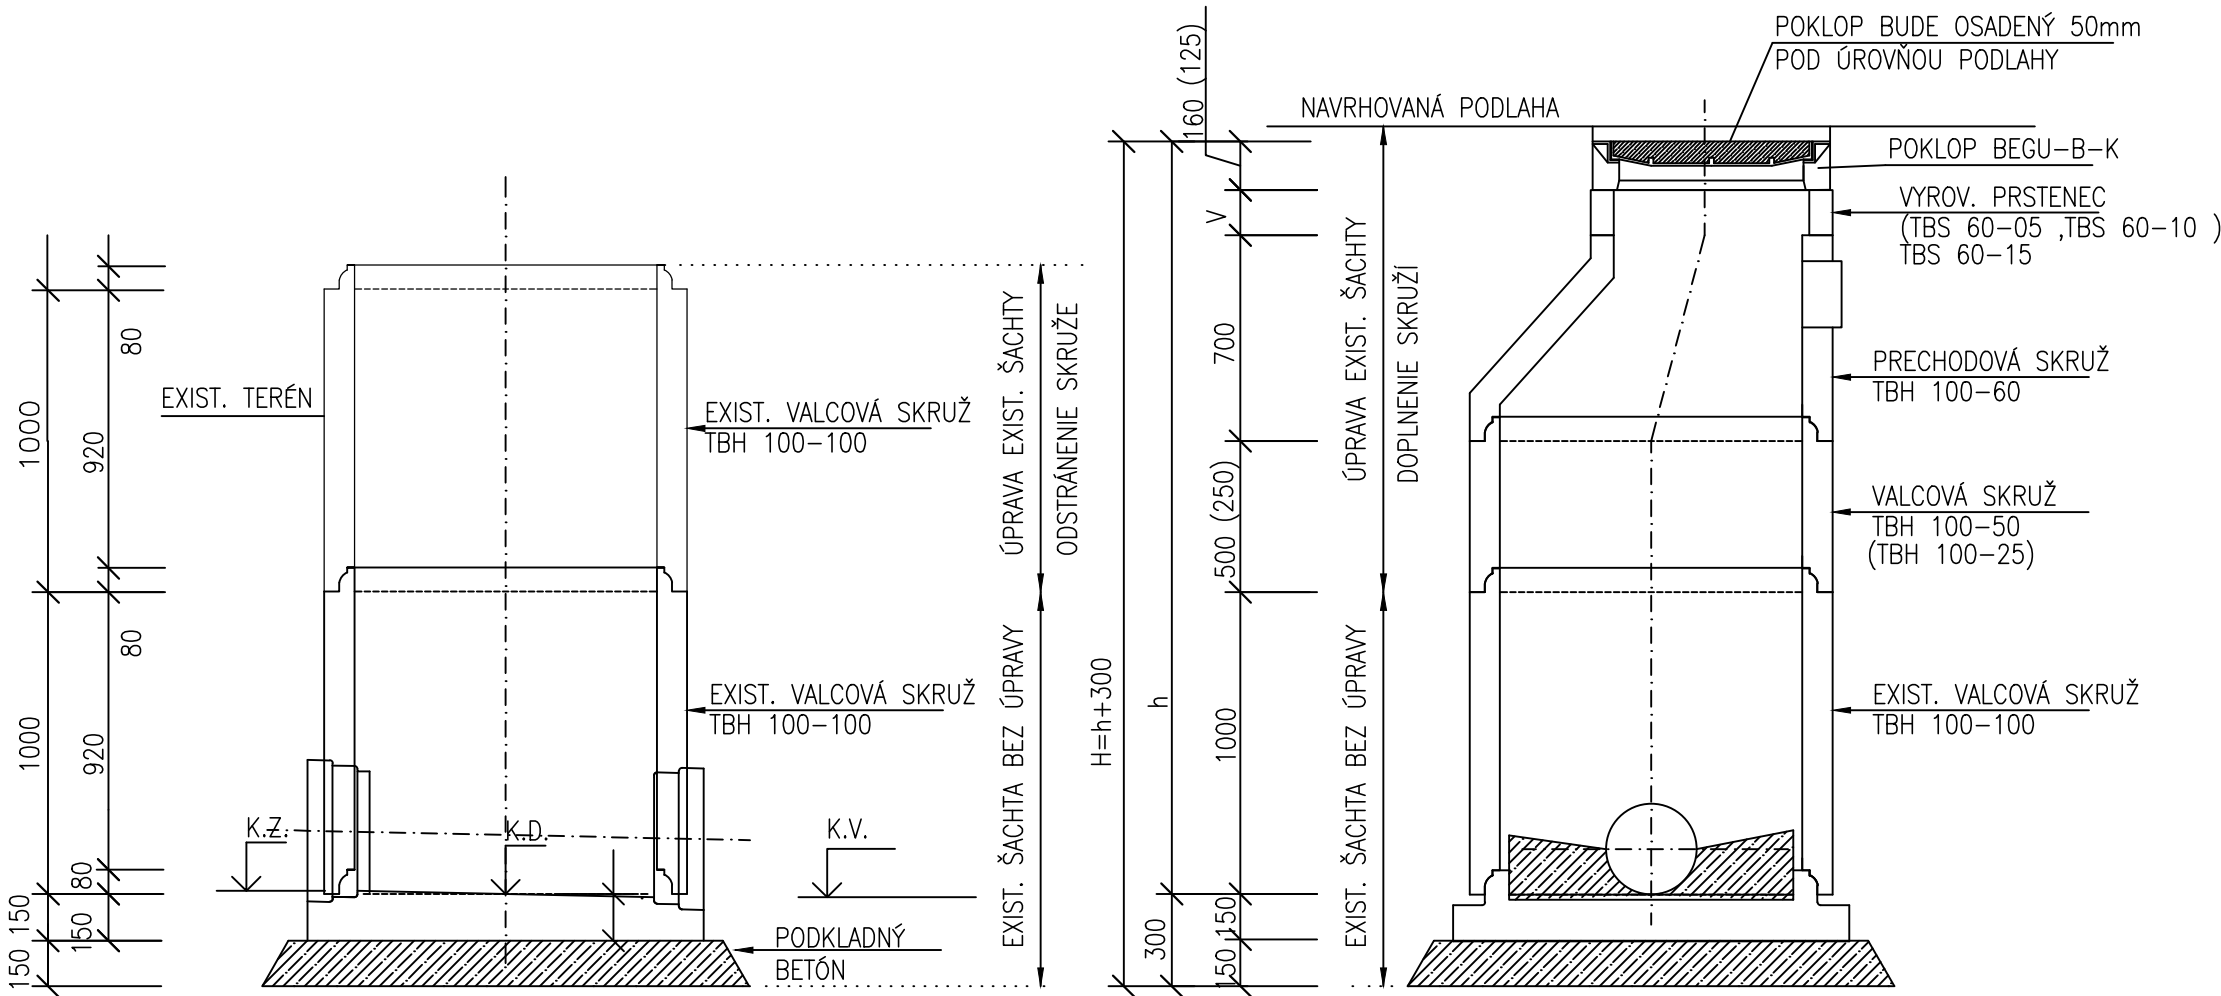 POKLOP BUDE OSADENÝ 50mm
POD ÚROVŇOU PODLAHY
NAVRHOVANÁ PODLAHA
POKLOP BEGU-B-K
VYROV. PRSTENEC
(TBS 60-05 ,TBS 60-10 )
TBS 60-15
PRECHODOVÁ SKRUŽ
TBH 100-60
VALCOVÁ SKRUŽ
TBH 100-50
(TBH 100-25)
EXIST. VALCOVÁ SKRUŽ
TBH 100-100
160 (125)
V
700
500 (250)
1000
150
150
h
300
H=h+300
ÚPRAVA EXIST. ŠACHTY
DOPLNENIE SKRUŽÍ
EXIST. ŠACHTA BEZ ÚPRAVY
ÚPRAVA EXIST. ŠACHTY
ODSTRÁNENIE SKRUŽE
EXIST. ŠACHTA BEZ ÚPRAVY
EXIST. TERÉN
EXIST. VALCOVÁ SKRUŽ
TBH 100-100
EXIST. VALCOVÁ SKRUŽ
TBH 100-100
K.Z.
K.D.
K.V.
PODKLADNÝ
BETÓN
80
920
80
920
80
150
1000
1000
150
150